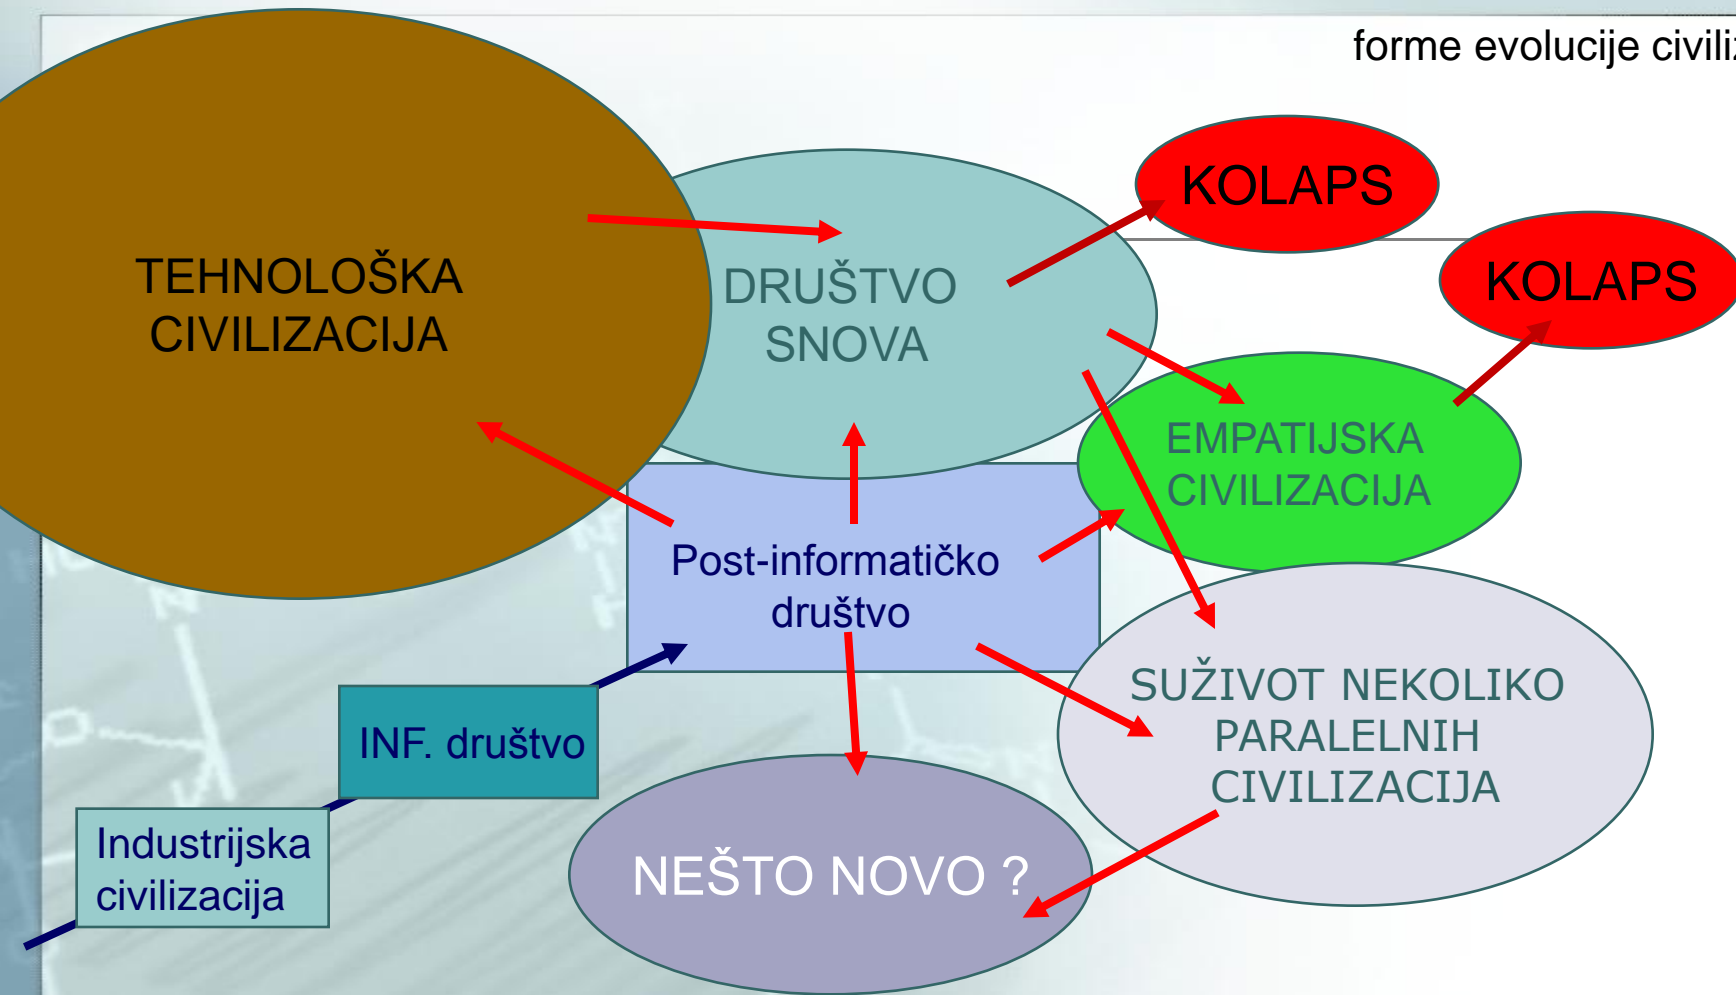 forme evolucije civiliz
KOLAPS
KOLAPS
TEHNOLOŠKA
CIVILIZACIJA
DRUŠTVO
SNOVA
EMPATIJSKA
CIVILIZACIJA
Post-informatičko
društvo
SUŽIVOT NEKOLIKO
PARALELNIH
CIVILIZACIJA
INF. društvo
Industrijska
civilizacija
NEŠTO NOVO ?